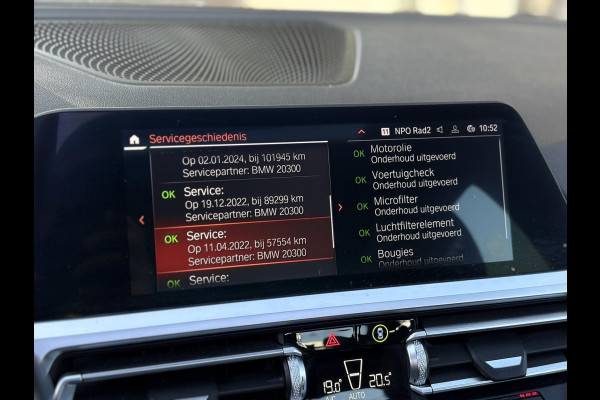 Servicegeschiedenis
11 NPO Rad2 10:52
Op 02.01.2024, bij 101945 km
Servicepartner: BMW 20300
OK Service:
Op 19.12.2022, bij 89299 km
Servicepartner: BMW 20300
OK Service:
Op 11.04.2022, bij 57554 km
Servicepartner: BMW 20300
OK Service:
OK Motorolie
Onderhoud uitgevoerd
OK Voertuigcheck
Onderhoud uitgevoerd
OK Microfilter
Onderhoud uitgevoerd
OK Luchtfilterelement
Onderhoud uitgevoerd
OK Bougies
Onderhoud uitgevoerd
19.0 20.5
A/C AUTO